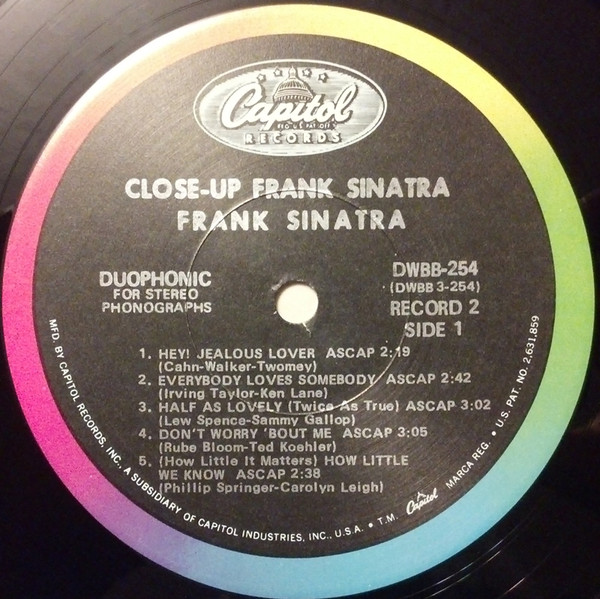 Capitol
REG. U.S. PAT. OFF.
RECORDS
CLOSE-UP FRANK SINATRA
FRANK SINATRA
DUOPHONIC
FOR STEREO
PHONOGRAPHS
DWBB-254
(DWBB 3-254)
RECORD 2
SIDE 1
1. HEY! JEALOUS LOVER ASCAP 2:19
(Cahn-Walker-Twomey)
2. EVERYBODY LOVES SOMEBODY ASCAP 2:42
(Irving Taylor-Ken Lane)
3. HALF AS LOVELY (Twice As True) ASCAP 3:02
(Lew Spence-Sammy Gallop)
4. DON'T WORRY 'BOUT ME ASCAP 3:05
(Rube Bloom-Ted Koehler)
5. (How Little It Matters) HOW LITTLE
WE KNOW ASCAP 2:38
(Phillip Springer-Carolyn Leigh)
MFD. BY CAPITOL RECORDS, INC., A SUBSIDIARY OF CAPITOL INDUSTRIES, INC., U.S.A. • T.M. Capitol MARCA REG. • U.S. PAT. NO. 2,631,859